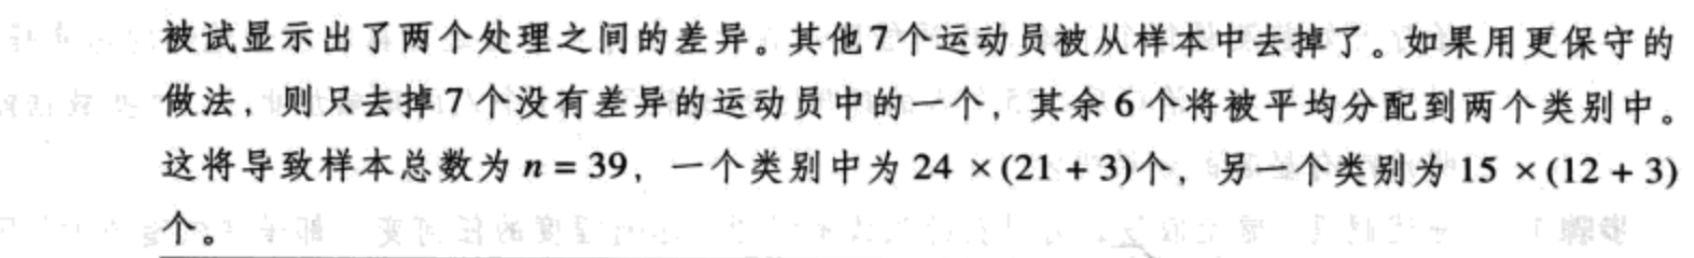 被试显示出了两个处理之间的差异。其他7个运动员被从样本中去掉了。如果用更保守的
做法，则只去掉7个没有差异的运动员中的一个，其余6个将被平均分配到两个类别中。
这将导致样本总数为 n = 39，一个类别中为 24 ×(21 + 3)个，另一个类别为 15 ×(12 + 3)
个。